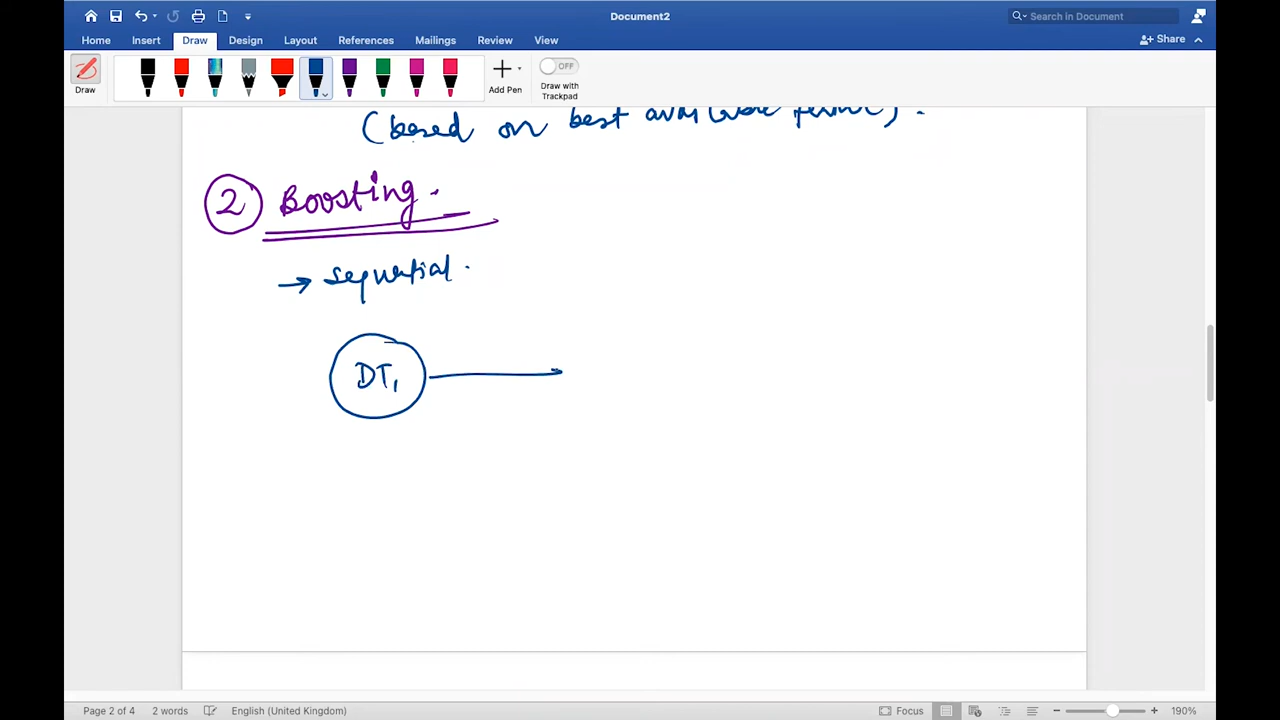 Document2
Search in Document
Home Insert Draw Design Layout References Mailings Review View
Share
OFF
Draw Add Pen Draw with
Trackpad
(based on best available
2 Boosting.
→ sequential.
DT1
Page 2 of 4 2 words English (United Kingdom) Focus 190%